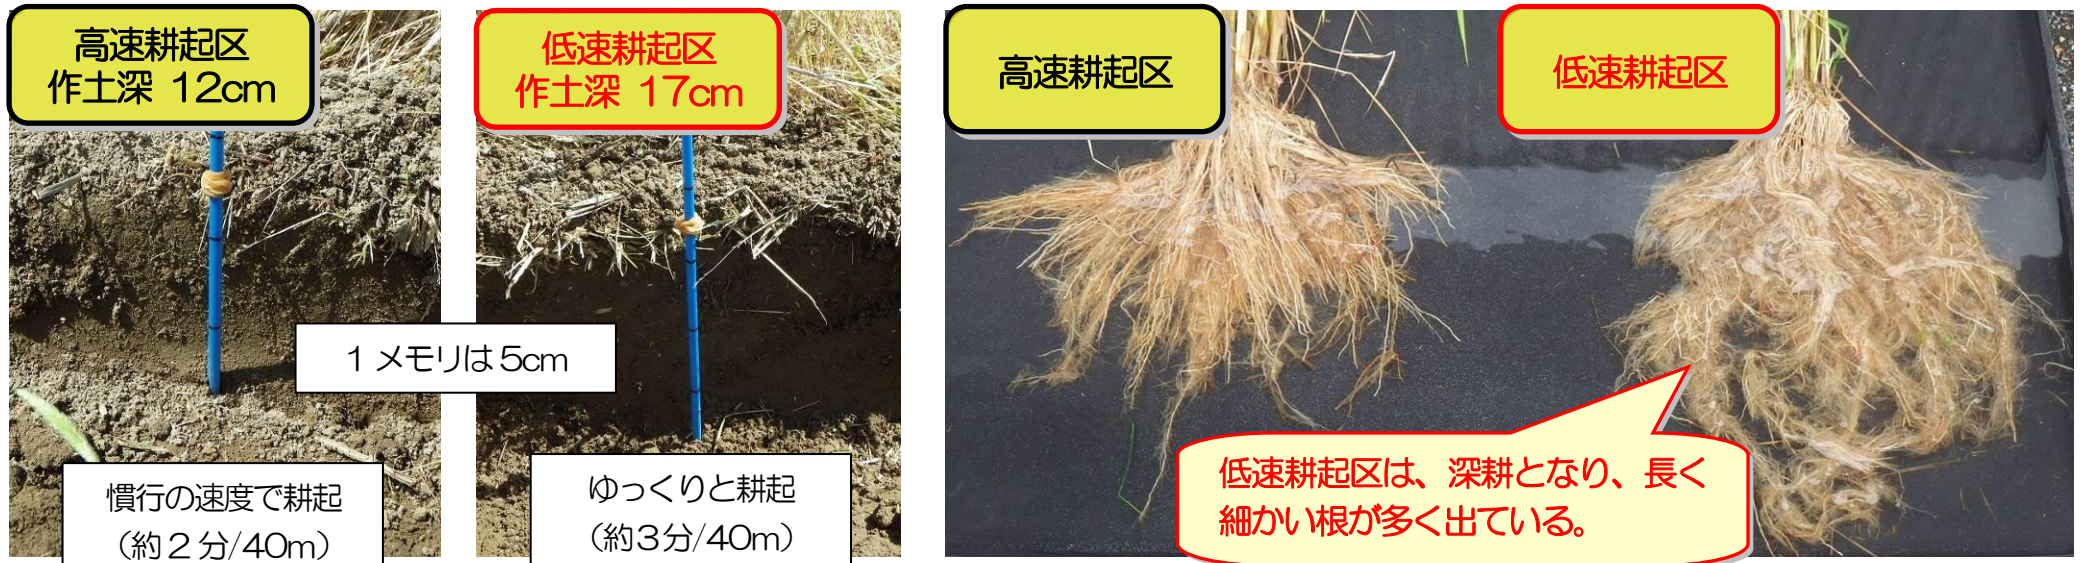 高速耕起区
作土深 12cm
低速耕起区
作土深 17cm
1メモリは5cm
慣行の速度で耕起
（約2分/40m）
ゆっくりと耕起
（約3分/40m）
高速耕起区
低速耕起区
低速耕起区は、深耕となり、長く
細かい根が多く出ている。